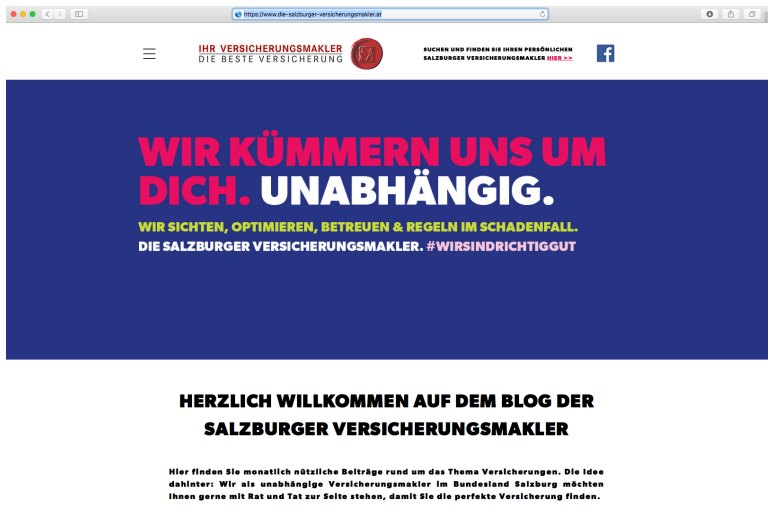 https://www.die-salzburger-versicherungsmakler.at
IHR VERSICHERUNGSMAKLER
DIE BESTE VERSICHERUNG
SUCHEN UND FINDEN SIE IHREN PERSÖNLICHEN
SALZBURGER VERSICHERUNGSMAKLER HIER >>
WIR KÜMMERN UNS UM
DICH. UNABHÄNGIG.
WIR SICHTEN, OPTIMIEREN, BETREUEN & REGELN IM SCHADENFALL.
DIE SALZBURGER VERSICHERUNGSMAKLER. #WIRSINDRICHTIGGUT
HERZLICH WILLKOMMEN AUF DEM BLOG DER
SALZBURGER VERSICHERUNGSMAKLER
Hier finden Sie monatlich nützliche Beiträge rund um das Thema Versicherungen. Die Idee
dahinter: Wir als unabhängige Versicherungsmakler im Bundesland Salzburg möchten
Ihnen gerne mit Rat und Tat zur Seite stehen, damit Sie die perfekte Versicherung finden.